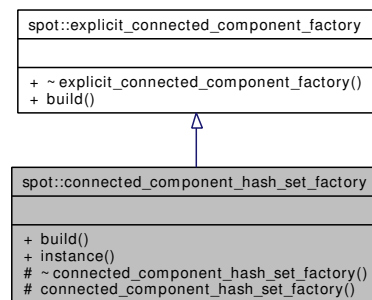 spot::explicit_connected_component_factory
+ ~explicit_connected_component_factory()
+ build()
spot::connected_component_hash_set_factory
+ build()
+ instance()
# ~connected_component_hash_set_factory()
# connected_component_hash_set_factory()